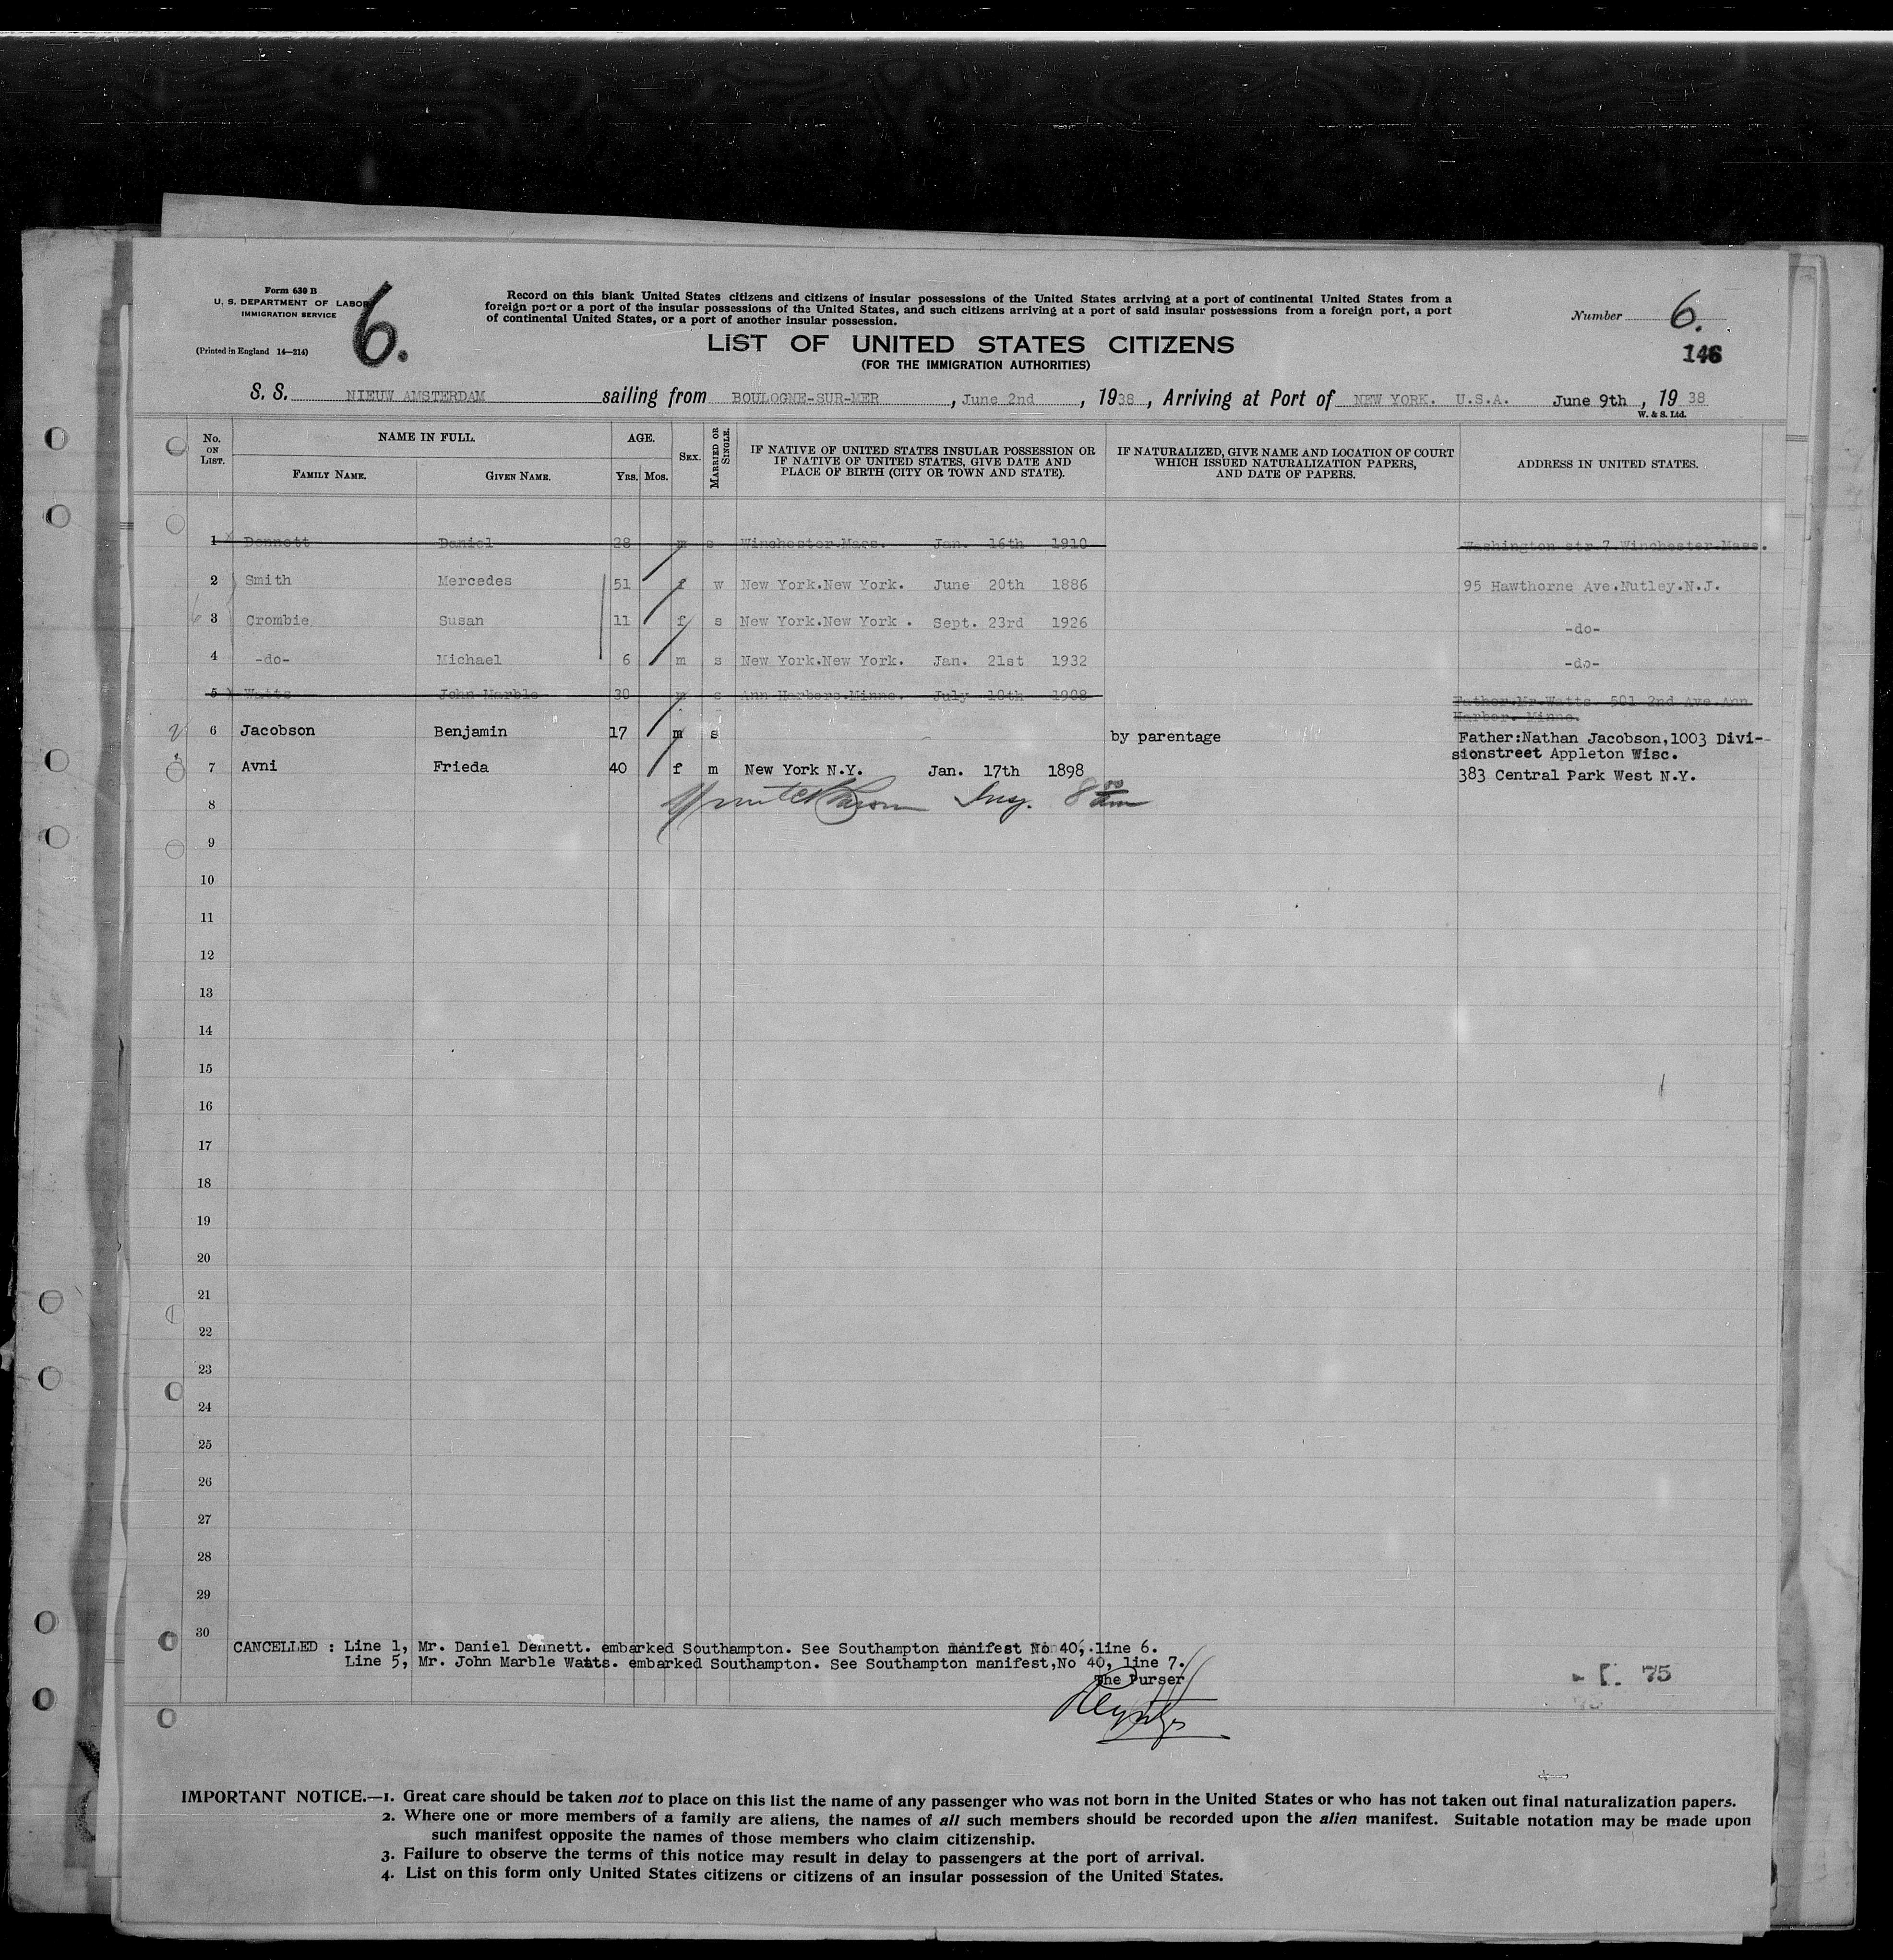 Form 630 B
U. S. DEPARTMENT OF LABOR
IMMIGRATION SERVICE
(Printed in England 14—214)
6.
Record on this blank United States citizens and citizens of insular possessions of the United States arriving at a port of continental United States from a
foreign port or a port of the insular possessions of the United States, and such citizens arriving at a port of said insular possessions from a foreign port, a port
of continental United States, or a port of another insular possession.
Number 6.
146
LIST OF UNITED STATES CITIZENS
(FOR THE IMMIGRATION AUTHORITIES)
S. S. NIEUW AMSTERDAM sailing from BOULOGNE-SUR-MER, June 2nd, 1938, Arriving at Port of NEW YORK. U.S.A. June 9th, 1938
W. & S. Ltd.
No. ON LIST. NAME IN FULL. AGE. SEX. MARRIED OR SINGLE. IF NATIVE OF UNITED STATES INSULAR POSSESSION OR IF NATIVE OF UNITED STATES, GIVE DATE AND PLACE OF BIRTH (CITY OR TOWN AND STATE). IF NATURALIZED, GIVE NAME AND LOCATION OF COURT WHICH ISSUED NATURALIZATION PAPERS, AND DATE OF PAPERS. ADDRESS IN UNITED STATES.
FAMILY NAME. GIVEN NAME. YRS. MOS.
1 Dennett Daniel 28 m s Winchester.Mass. Jan. 16th 1910 Washington str 7 Winchester.Mass.
2 Smith Mercedes 51 f w New York.New York. June 20th 1886 95 Hawthorne Ave.Nutley.N.J.
3 Crombie Susan 11 f s New York.New York . Sept. 23rd 1926 -do-
4 -do- Michael 6 m s New York.New York. Jan. 21st 1932 -do-
5 Watts John Marble 30 m s Ann Harbers.Minne. July 10th 1908 Father.Mr.Watts. 501 2nd Ave.Ann
Harber. Minne.
6 Jacobson Benjamin 17 m s by parentage Father:Nathan Jacobson,1003 Divi-
sionstreet Appleton Wisc.
7 Avni Frieda 40 f m New York N.Y. Jan. 17th 1898 383 Central Park West N.Y.
8 Insp. 8 00 am
9
10
11
12
13
14
15
16
17
18
19
20
21
22
23
24
25
26
27
28
29
30
CANCELLED : Line 1, Mr. Daniel Dennett. embarked Southampton. See Southampton manifest No 40, line 6.
Line 5, Mr. John Marble Watts. embarked Southampton. See Southampton manifest,No 40, line 7.
The Purser
75
IMPORTANT NOTICE.—1. Great care should be taken not to place on this list the name of any passenger who was not born in the United States or who has not taken out final naturalization papers.
2. Where one or more members of a family are aliens, the names of all such members should be recorded upon the alien manifest. Suitable notation may be made upon
such manifest opposite the names of those members who claim citizenship.
3. Failure to observe the terms of this notice may result in delay to passengers at the port of arrival.
4. List on this form only United States citizens or citizens of an insular possession of the United States.